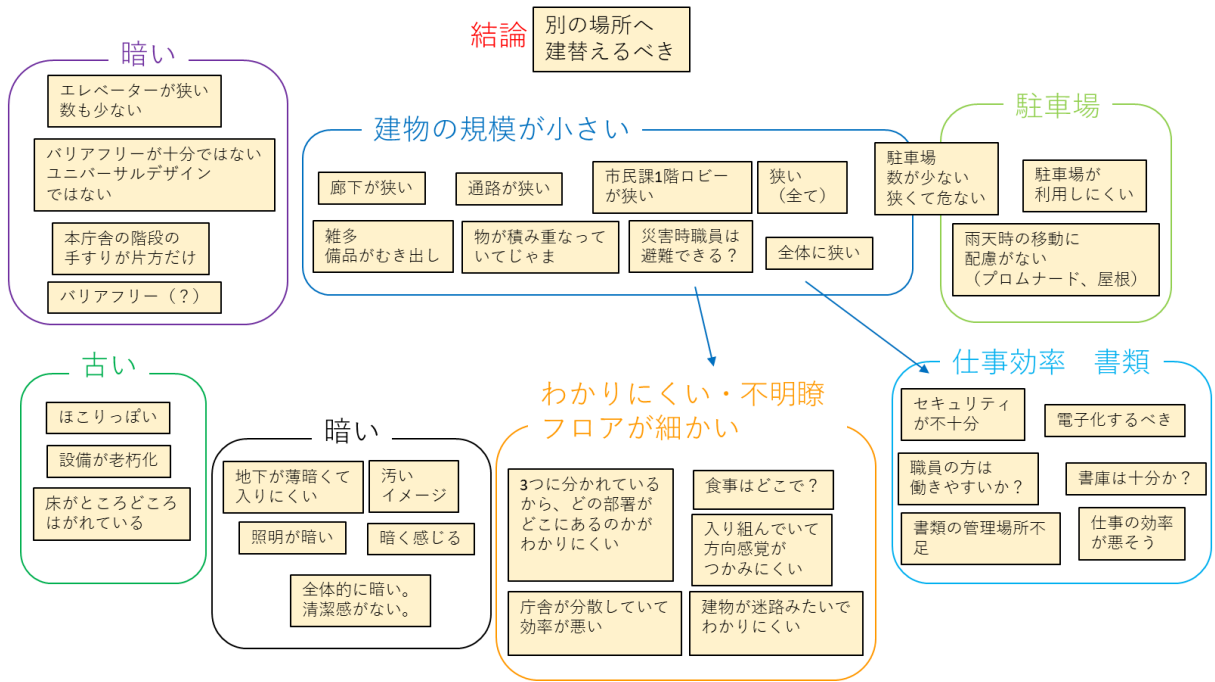 結論
別の場所へ
建替えるべき
暗い
エレベーターが狭い
数も少ない
バリアフリーが十分ではない
ユニバーサルデザイン
ではない
本庁舎の階段の
手すりが片方だけ
バリアフリー（？）
建物の規模が小さい
廊下が狭い
通路が狭い
市民課1階ロビー
が狭い
狭い
（全て）
雑多
備品がむき出し
物が積み重なって
いてじゃま
災害時職員は
避難できる？
全体に狭い
駐車場
駐車場
数が少ない
狭くて危ない
駐車場が
利用しにくい
雨天時の移動に
配慮がない
（プロムナード、屋根）
古い
ほこりっぽい
設備が老朽化
床がところどころ
はがれている
暗い
地下が薄暗くて
入りにくい
汚い
イメージ
照明が暗い
暗く感じる
全体的に暗い。
清潔感がない。
わかりにくい・不明瞭
フロアが細かい
3つに分かれている
から、どの部署が
どこにあるのかが
わかりにくい
食事はどこで？
入り組んでいて
方向感覚が
つかみにくい
庁舎が分散していて
効率が悪い
建物が迷路みたいで
わかりにくい
仕事効率　書類
セキュリティ
が不十分
電子化するべき
職員の方は
働きやすいか？
書庫は十分か？
書類の管理場所不
足
仕事の効率
が悪そう